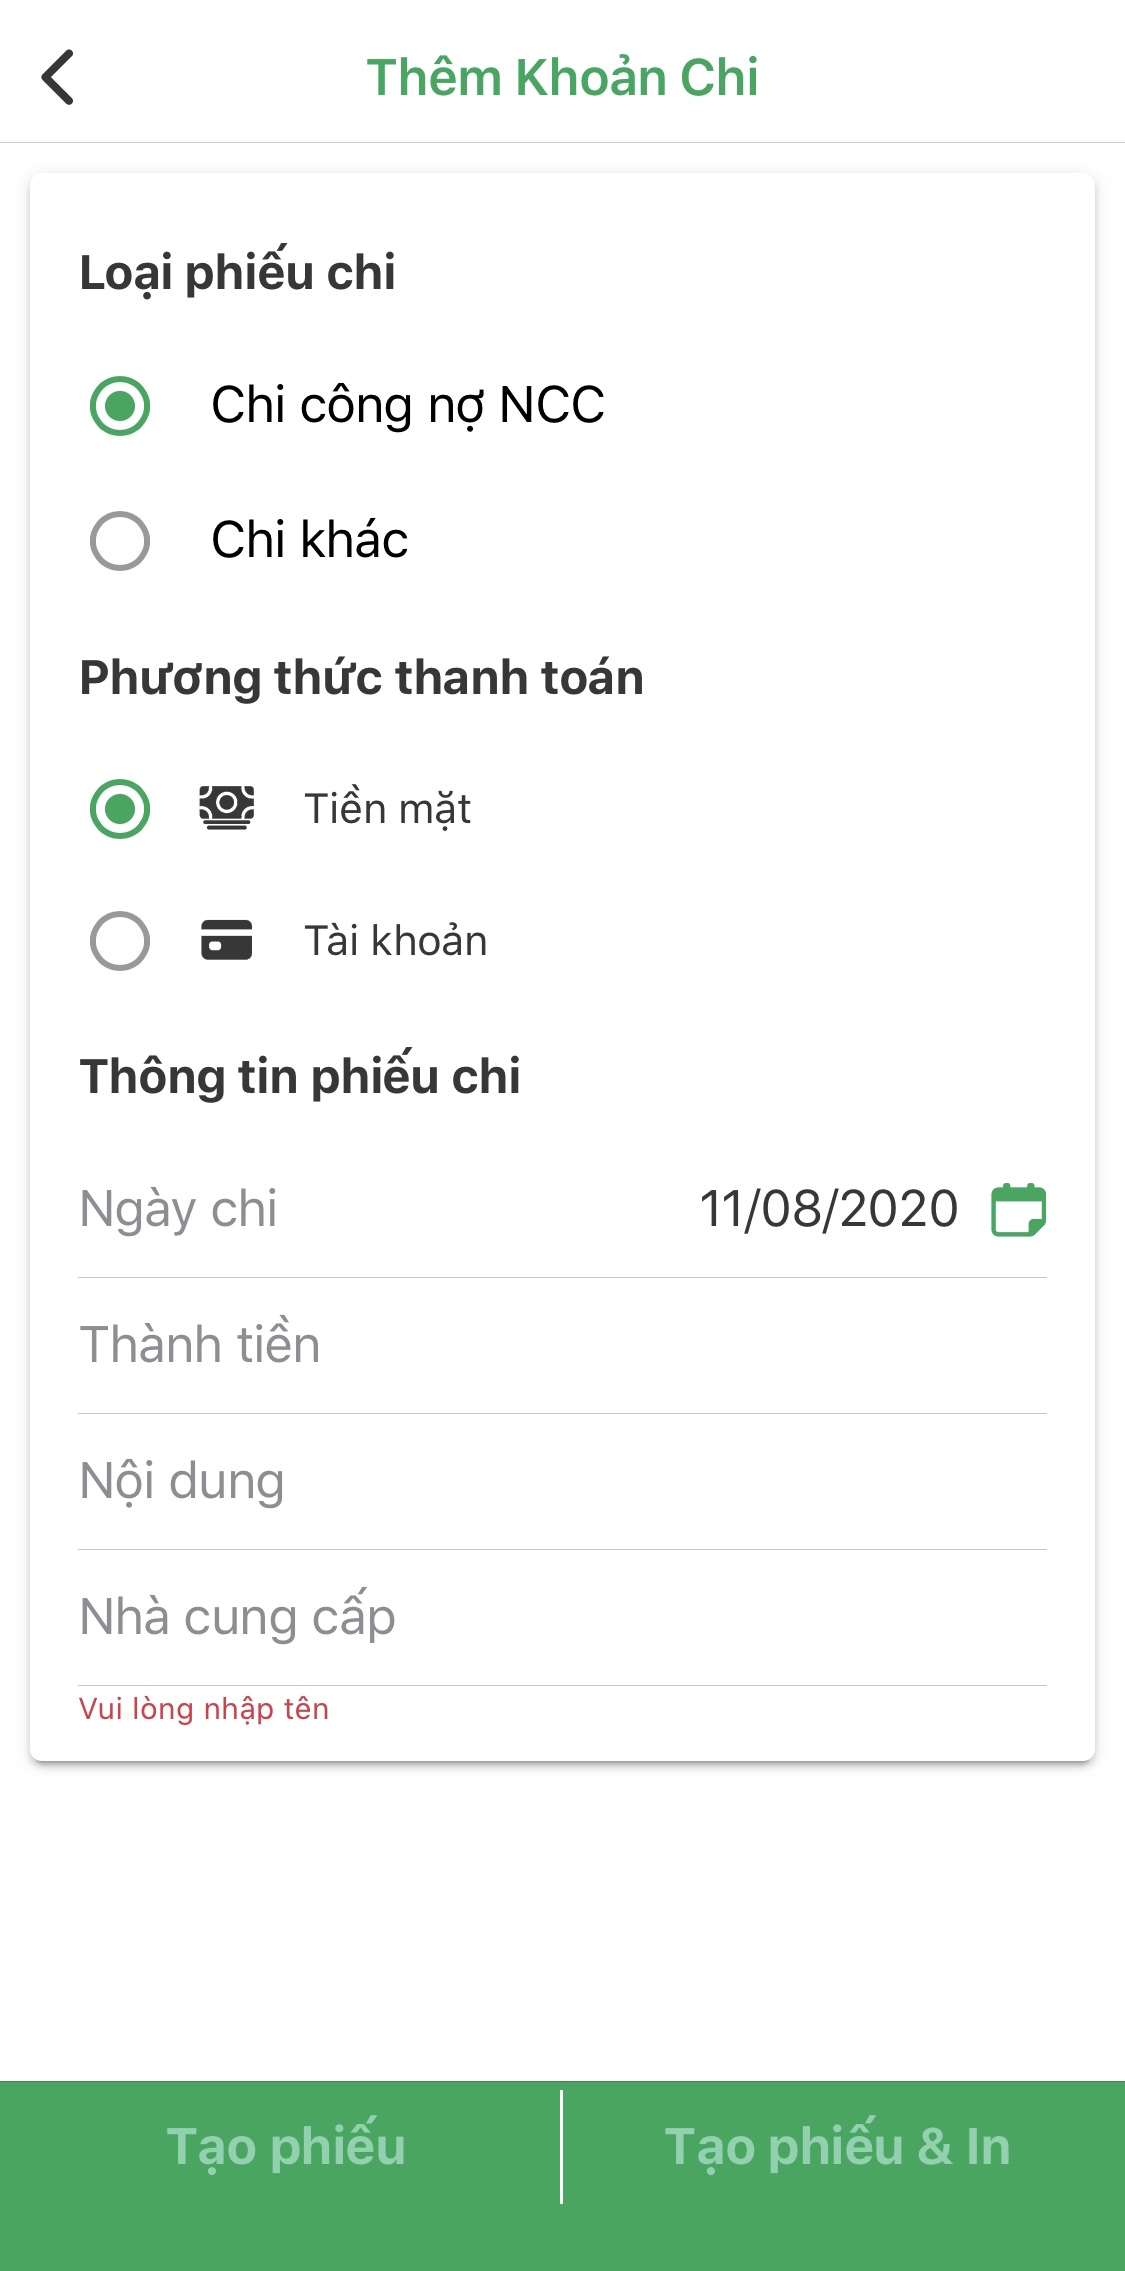 Thêm Khoản Chi
Loại phiếu chi
Chi công nợ NCC
Chi khác
Phương thức thanh toán
Tiền mặt
Tài khoản
Thông tin phiếu chi
Ngày chi 11/08/2020
Thành tiền
Nội dung
Nhà cung cấp
Vui lòng nhập tên
Tạo phiếu Tạo phiếu & In